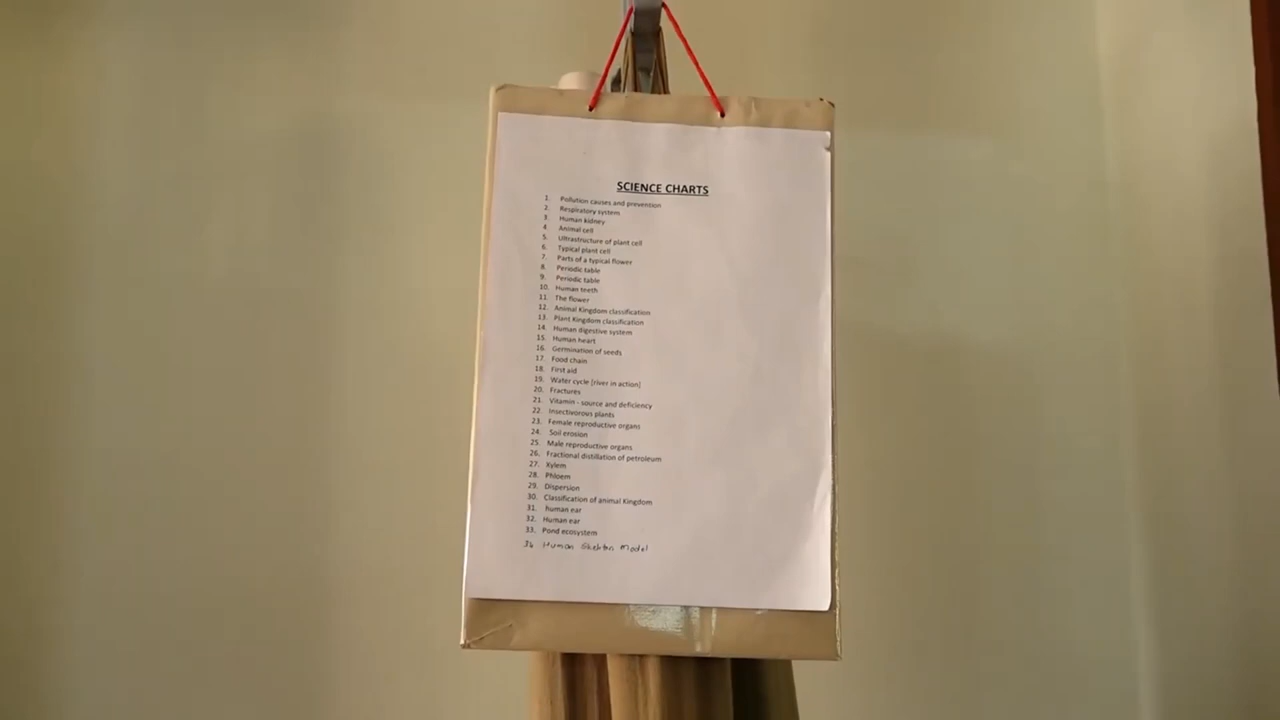 SCIENCE CHARTS
1. Pollution causes and prevention
2. Respiratory system
3. Human kidney
4. Animal cell
5. Ultrastructure of plant cell
6. Typical plant cell
7. Parts of a typical flower
8. Periodic table
9. Periodic table
10. Human teeth
11. The flower
12. Animal Kingdom classification
13. Plant Kingdom classification
14. Human digestive system
15. Human heart
16. Germination of seeds
17. Food chain
18. First aid
19. Water cycle [river in action]
20. Fractures
21. Vitamin - source and deficiency
22. Insectivorous plants
23. Female reproductive organs
24. Soil erosion
25. Male reproductive organs
26. Fractional distillation of petroleum
27. Xylem
28. Phloem
29. Dispersion
30. Classification of animal Kingdom
31. human ear
32. Human ear
33. Pond ecosystem
34 Human Skeleton Model